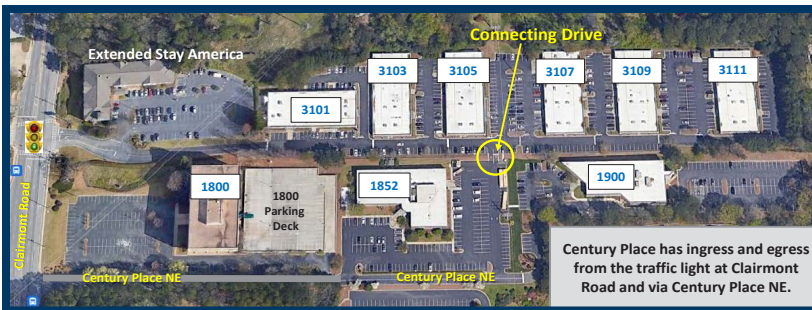 Connecting Drive
Extended Stay America
3103
3105
3107
3109
3111
3101
1800
1800
Parking
Deck
1852
1900
Clairmont Road
Century Place NE
Century Place NE
Century Place has ingress and egress
from the traffic light at Clairmont
Road and via Century Place NE.